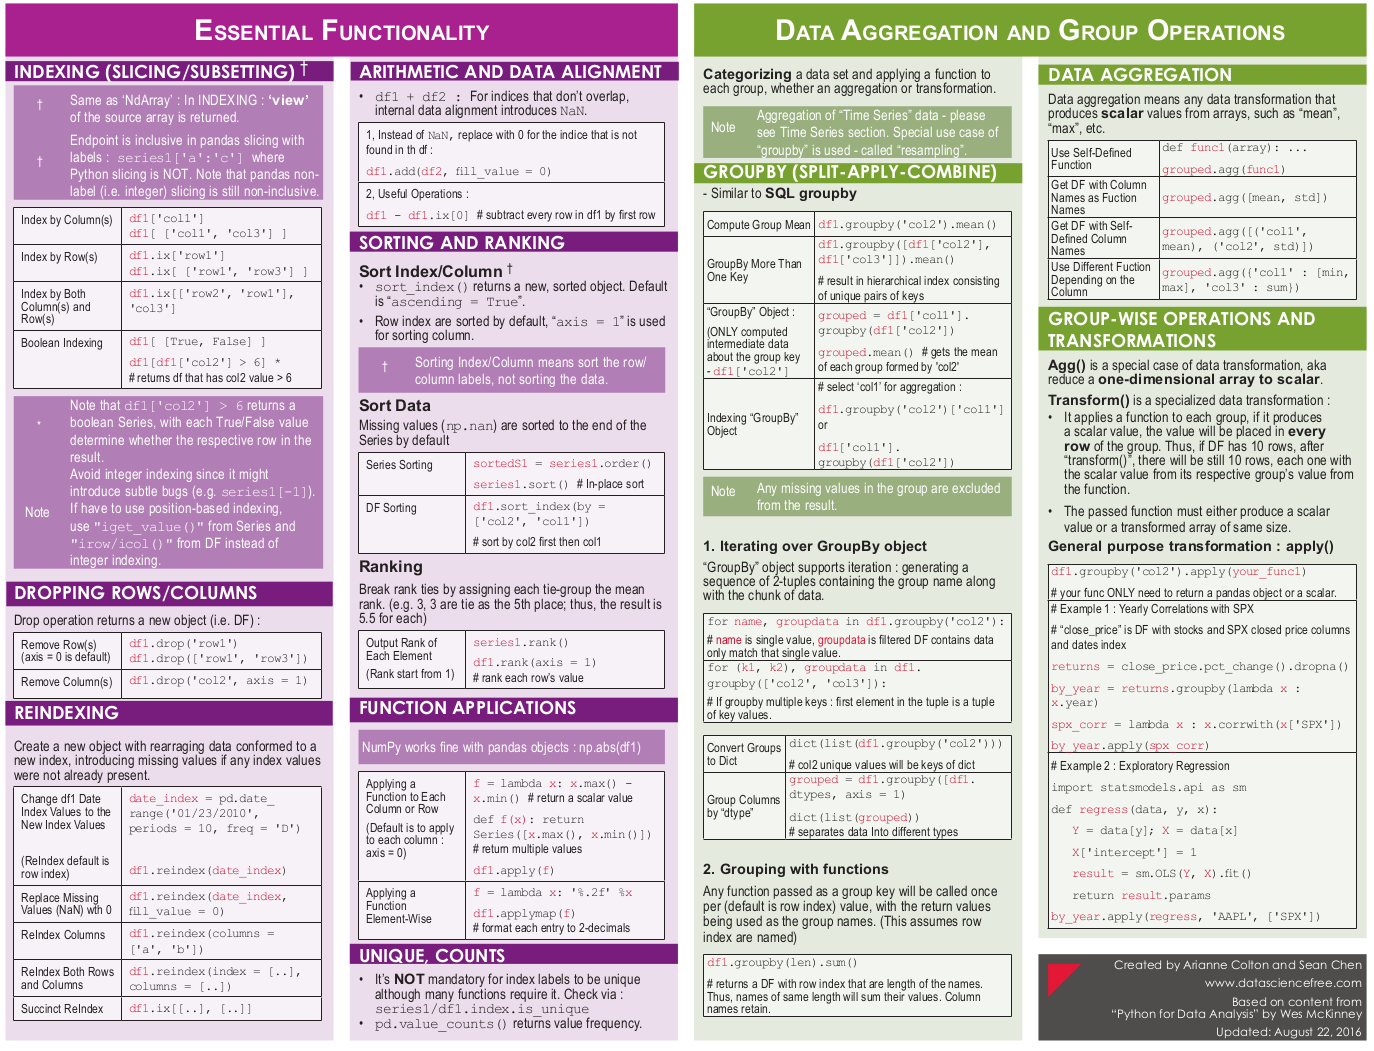 ESSENTIAL FUNCTIONALITY
INDEXING (SLICING/SUBSETTING) †
† Same as ‘NdArray’ : In INDEXING : ‘view’
of the source array is returned.
† Endpoint is inclusive in pandas slicing with
labels : series1['a':'c'] where
Python slicing is NOT. Note that pandas non-
label (i.e. integer) slicing is still non-inclusive.
Index by Column(s)
df1['col1']
df1[ ['col1', 'col3'] ]
Index by Row(s)
df1.ix['row1']
df1.ix[ ['row1', 'row3'] ]
Index by Both
Column(s) and
Row(s)
df1.ix[['row2', 'row1'],
'col3']
Boolean Indexing
df1[ [True, False] ]
df1[df1['col2'] > 6] *
# returns df that has col2 value > 6
* Note that df1['col2'] > 6 returns a
boolean Series, with each True/False value
determine whether the respective row in the
result.
Note
Avoid integer indexing since it might
introduce subtle bugs (e.g. series1[-1]).
If have to use position-based indexing,
use "iget_value()" from Series and
"irow/icol()" from DF instead of
integer indexing.
DROPPING ROWS/COLUMNS
Drop operation returns a new object (i.e. DF) :
Remove Row(s)
(axis = 0 is default)
df1.drop('row1')
df1.drop(['row1', 'row3'])
Remove Column(s)
df1.drop('col2', axis = 1)
REINDEXING
Create a new object with rearraging data conformed to a
new index, introducing missing values if any index values
were not already present.
Change df1 Date
Index Values to the
New Index Values
(ReIndex default is
row index)
date_index = pd.date_
range('01/23/2010',
periods = 10, freq = 'D')
df1.reindex(date_index)
Replace Missing
Values (NaN) wth 0
df1.reindex(date_index,
fill_value = 0)
ReIndex Columns
df1.reindex(columns =
['a', 'b'])
ReIndex Both Rows
and Columns
df1.reindex(index = [..],
columns = [..])
Succinct ReIndex
df1.ix[[..], [..]]
ARITHMETIC AND DATA ALIGNMENT
• df1 + df2 : For indices that don’t overlap,
internal data alignment introduces NaN.
1, Instead of NaN, replace with 0 for the indice that is not
found in th df :
df1.add(df2, fill_value = 0)
2, Useful Operations :
df1 - df1.ix[0] # subtract every row in df1 by first row
SORTING AND RANKING
Sort Index/Column †
• sort_index() returns a new, sorted object. Default
is “ascending = True”.
• Row index are sorted by default, “axis = 1” is used
for sorting column.
† Sorting Index/Column means sort the row/
column labels, not sorting the data.
Sort Data
Missing values (np.nan) are sorted to the end of the
Series by default
Series Sorting
sortedS1 = series1.order()
series1.sort() # In-place sort
DF Sorting
df1.sort_index(by =
['col2', 'col1'])
# sort by col2 first then col1
Ranking
Break rank ties by assigning each tie-group the mean
rank. (e.g. 3, 3 are tie as the 5th place; thus, the result is
5.5 for each)
Output Rank of
Each Element
(Rank start from 1)
series1.rank()
df1.rank(axis = 1)
# rank each row’s value
FUNCTION APPLICATIONS
NumPy works fine with pandas objects : np.abs(df1)
Applying a
Function to Each
Column or Row
(Default is to apply
to each column :
axis = 0)
f = lambda x: x.max() -
x.min() # return a scalar value
def f(x): return
Series([x.max(), x.min()])
# return multiple values
df1.apply(f)
Applying a
Function
Element-Wise
f = lambda x: '%.2f' %x
df1.applymap(f)
# format each entry to 2-decimals
UNIQUE, COUNTS
• It’s NOT mandatory for index labels to be unique
although many functions require it. Check via :
series1/df1.index.is_unique
• pd.value_counts() returns value frequency.
DATA AGGREGATION AND GROUP OPERATIONS
Categorizing a data set and applying a function to
each group, whether an aggregation or transformation.
Note
Aggregation of “Time Series” data - please
see Time Series section. Special use case of
“groupby” is used - called “resampling”.
GROUPBY (SPLIT-APPLY-COMBINE)
- Similar to SQL groupby
Compute Group Mean
df1.groupby('col2').mean()
GroupBy More Than
One Key
df1.groupby([df1['col2'],
df1['col3']]).mean()
# result in hierarchical index consisting
of unique pairs of keys
“GroupBy” Object :
(ONLY computed
intermediate data
about the group key
- df1['col2']
grouped = df1['col1'].
groupby(df1['col2'])
grouped.mean() # gets the mean
of each group formed by 'col2'
Indexing “GroupBy”
Object
# select ‘col1’ for aggregation :
df1.groupby('col2')['col1']
or
df1['col1'].
groupby(df1['col2'])
Note
Any missing values in the group are excluded
from the result.
1. Iterating over GroupBy object
“GroupBy” object supports iteration : generating a
sequence of 2-tuples containing the group name along
with the chunk of data.
for name, groupdata in df1.groupby('col2'):
# name is single value, groupdata is filtered DF contains data
only match that single value.
for (k1, k2), groupdata in df1.
groupby(['col2', 'col3']):
# If groupby multiple keys : first element in the tuple is a tuple
of key values.
Convert Groups
to Dict
dict(list(df1.groupby('col2')))
# col2 unique values will be keys of dict
Group Columns
by “dtype”
grouped = df1.groupby([df1.
dtypes, axis = 1)
dict(list(grouped))
# separates data Into different types
2. Grouping with functions
Any function passed as a group key will be called once
per (default is row index) value, with the return values
being used as the group names. (This assumes row
index are named)
df1.groupby(len).sum()
# returns a DF with row index that are length of the names.
Thus, names of same length will sum their values. Column
names retain.
DATA AGGREGATION
Data aggregation means any data transformation that
produces scalar values from arrays, such as “mean”,
“max”, etc.
Use Self-Defined
Function
def func1(array): ...
grouped.agg(func1)
Get DF with Column
Names as Fuction
Names
grouped.agg([mean, std])
Get DF with Self-
Defined Column
Names
grouped.agg([('col1',
mean), ('col2', std)])
Use Different Fuction
Depending on the
Column
grouped.agg({'col1' : [min,
max], 'col3' : sum})
GROUP-WISE OPERATIONS AND
TRANSFORMATIONS
Agg() is a special case of data transformation, aka
reduce a one-dimensional array to scalar.
Transform() is a specialized data transformation :
• It applies a function to each group, if it produces
a scalar value, the value will be placed in every
row of the group. Thus, if DF has 10 rows, after
“transform()”, there will be still 10 rows, each one with
the scalar value from its respective group’s value from
the function.
• The passed function must either produce a scalar
value or a transformed array of same size.
General purpose transformation : apply()
df1.groupby('col2').apply(your_func1)
# your func ONLY need to return a pandas object or a scalar.
# Example 1 : Yearly Correlations with SPX
# “close_price” is DF with stocks and SPX closed price columns
and dates index
returns = close_price.pct_change().dropna()
by_year = returns.groupby(lambda x :
x.year)
spx_corr = lambda x : x.corrwith(x['SPX'])
by_year.apply(spx_corr)
# Example 2 : Exploratory Regression
import statsmodels.api as sm
def regress(data, y, x):
Y = data[y]; X = data[x]
X['intercept'] = 1
result = sm.OLS(Y, X).fit()
return result.params
by_year.apply(regress, 'AAPL', ['SPX'])
Created by Arianne Colton and Sean Chen
www.datasciencefree.com
Based on content from
“Python for Data Analysis” by Wes McKinney
Updated: August 22, 2016